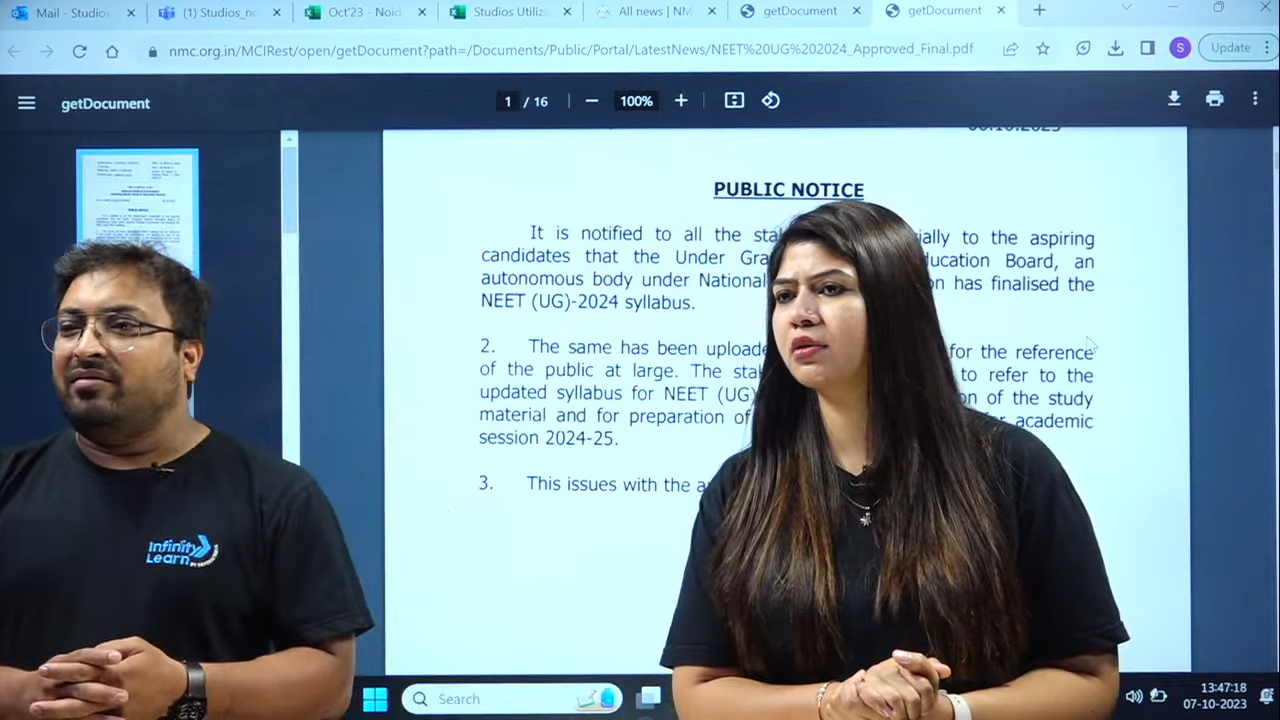 Mail - Studios
(1) Studios_no
Oct'23 - Noid
Studios Utiliz
All news | NM
getDocument
getDocument
nmc.org.in/MCIRest/open/getDocument?path=/Documents/Public/Portal/LatestNews/NEET%20UG%202024_Approved_Final.pdf
S
Update
getDocument
1 / 16
100%
06.10.2023
PUBLIC NOTICE
It is notified to all the sta ially to the aspiring
candidates that the Under Gra ducation Board, an
autonomous body under National on has finalised the
NEET (UG)-2024 syllabus.
2. The same has been uploade for the reference
of the public at large. The sta to refer to the
updated syllabus for NEET (UG) on of the study
material and for preparation of academic
session 2024-25.
3. This issues with the a
Infinity
Learn
Search
13:47:18
07-10-2023